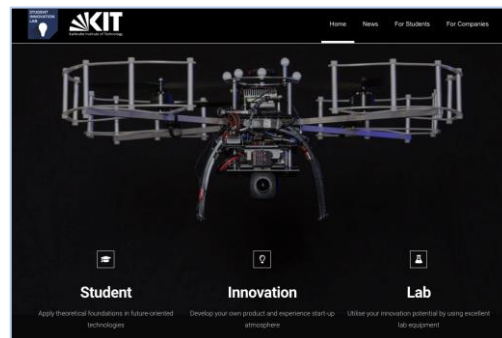 STUDENT
INNOVATION
LAB
KIT
Karlsruhe Institute of Technology
Home News For Students For Companies
Student
Apply theoretical foundations in future-oriented
technologies
Innovation
Develop your own product and experience start-up
atmosphere
Lab
Utilise your innovation potential by using excellent
lab equipment